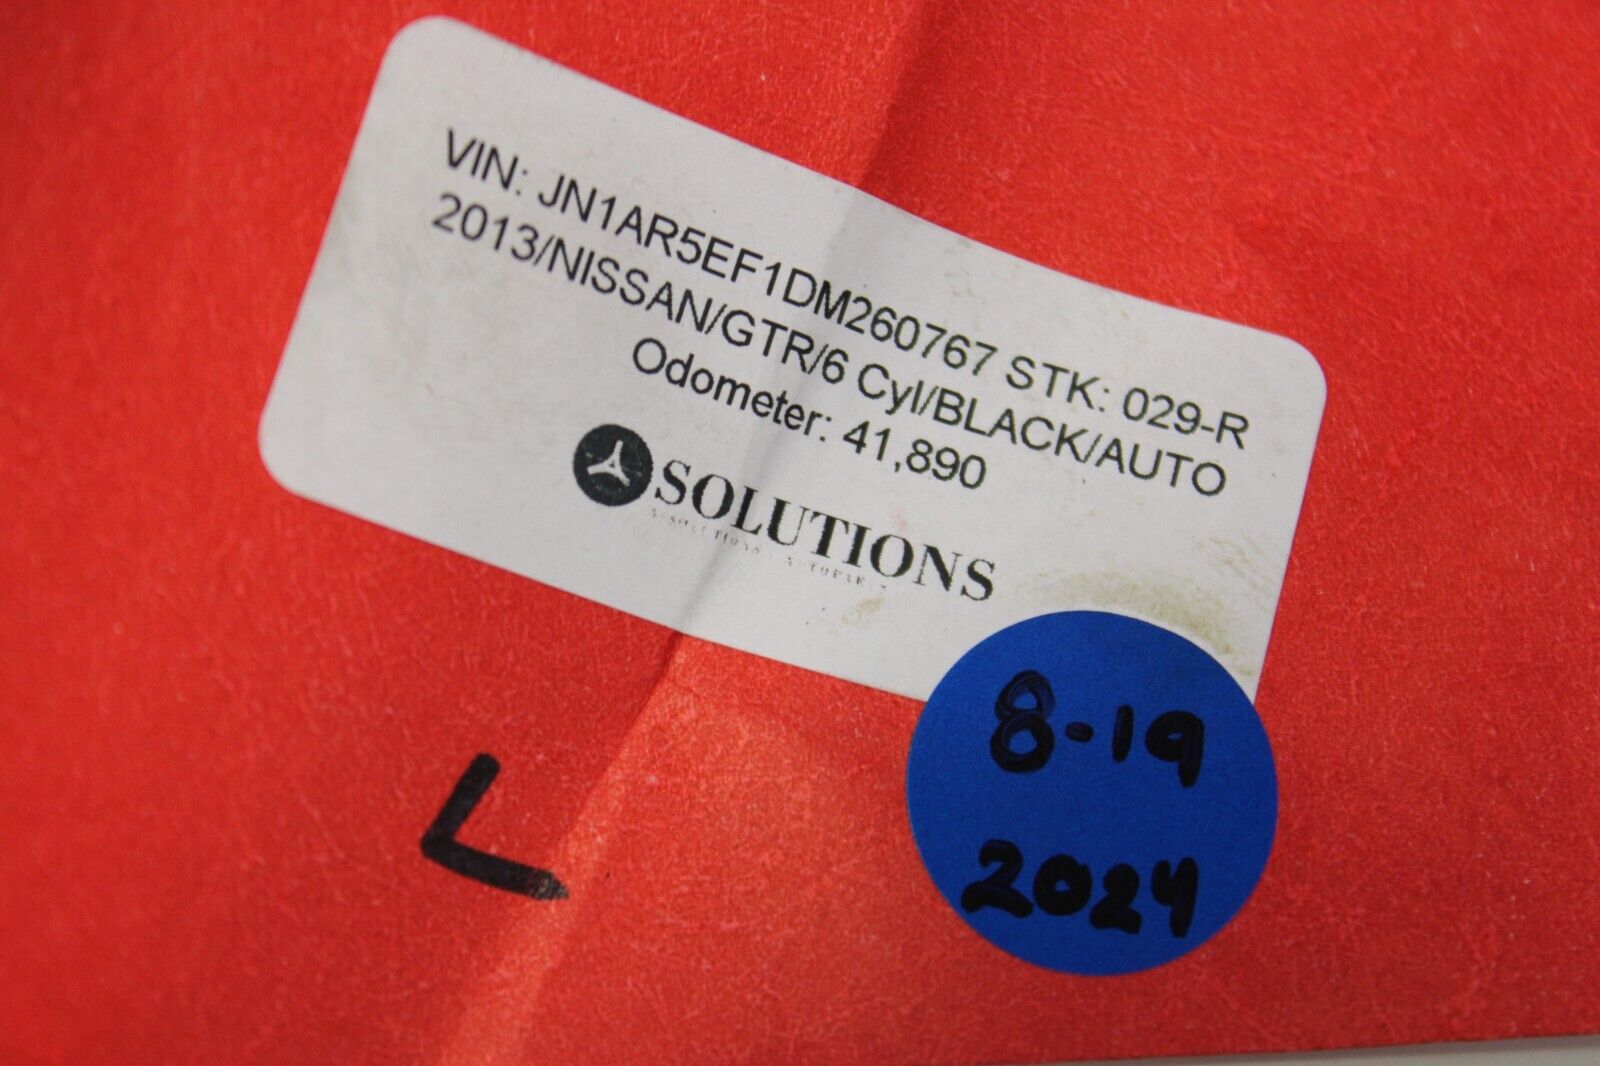 VIN: JN1AR5EF1DM260767 STK: 029-R
2013/NISSAN/GTR/6 Cyl/BLACK/AUTO
Odometer: 41,890
SOLUTIONS
8-19
2024
L